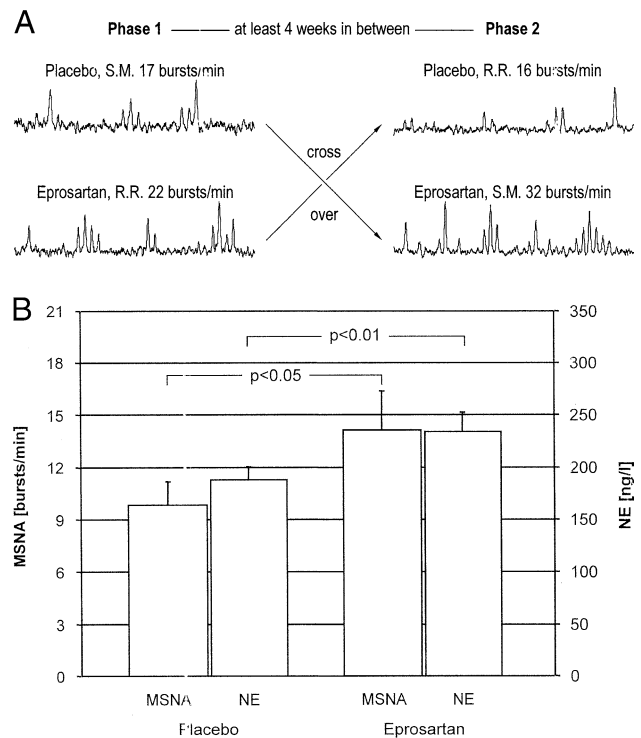 A
Phase 1 —— at least 4 weeks in between —— Phase 2
Placebo, S.M. 17 bursts/min
Placebo, R.R. 16 bursts/min
cross
over
Eprosartan, R.R. 22 bursts/min
Eprosartan, S.M. 32 bursts/min
B
MSNA [bursts/min]
21
18
15
12
9
6
3
0
p<0.01
p<0.05
350
300
250
200
150
100
50
0
NE [ng/l]
MSNA NE MSNA NE
Placebo Eprosartan